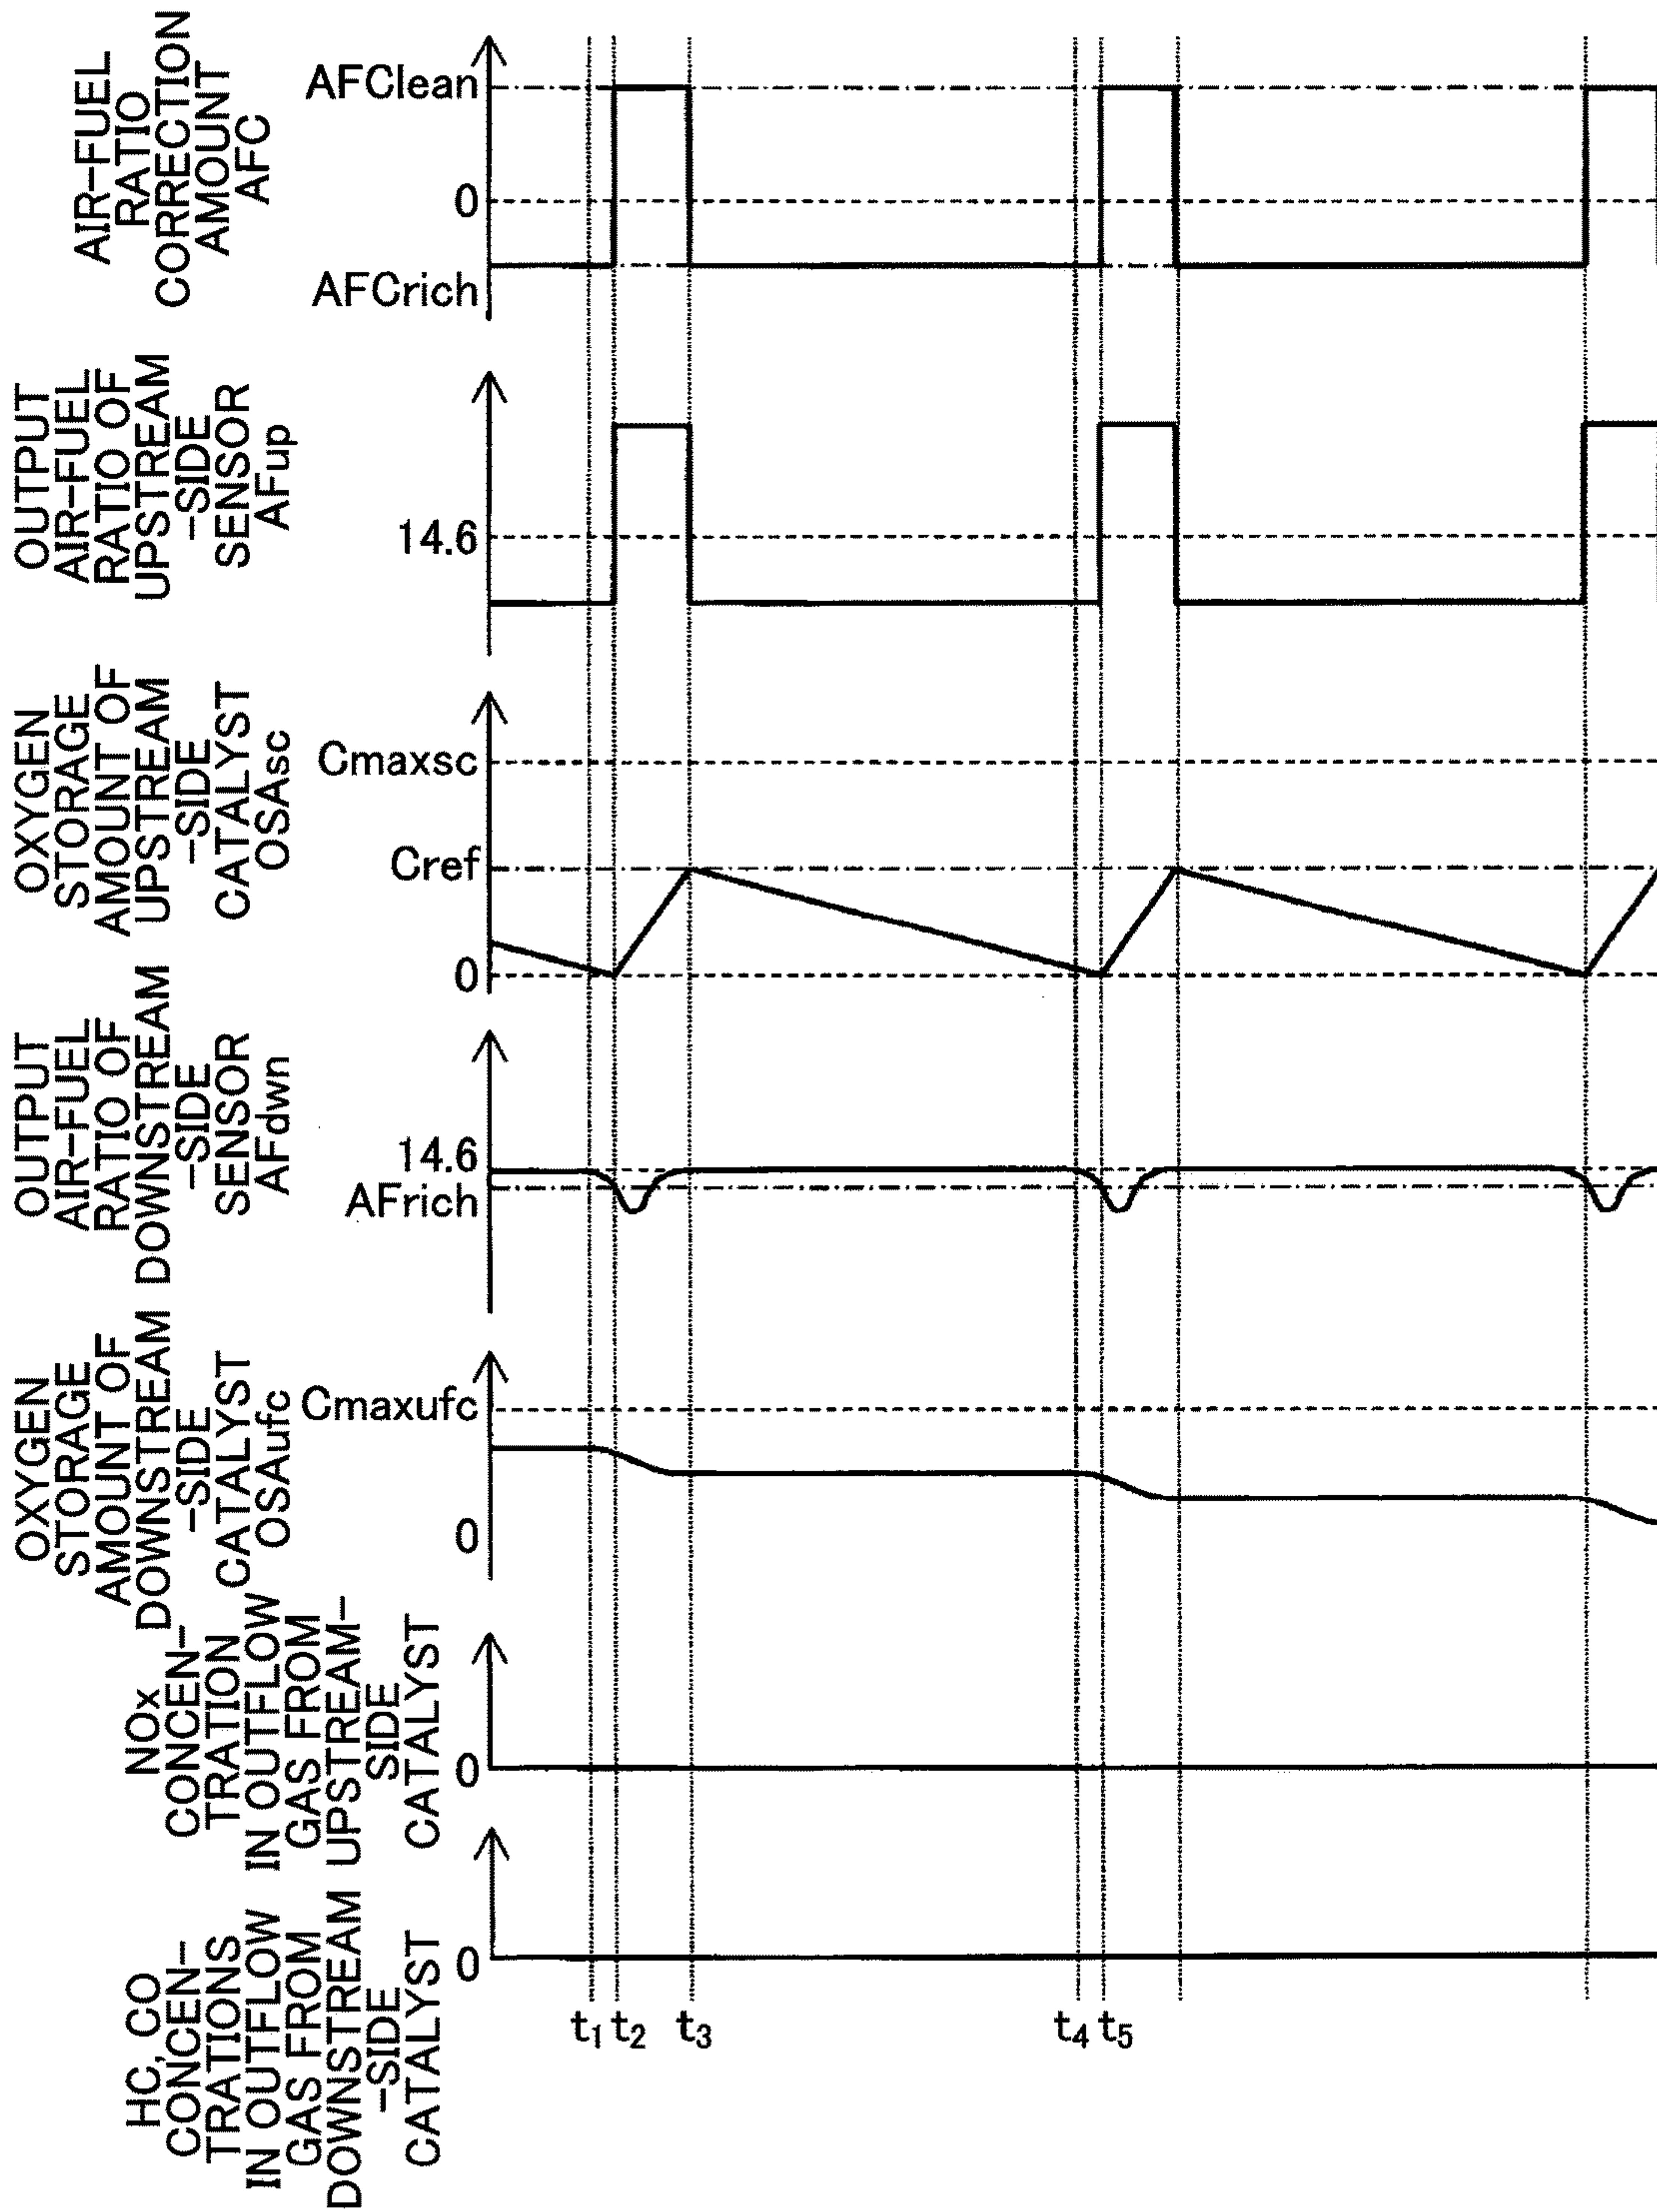 AIR-FUEL
RATIO
CORRECTION
AMOUNT
AFC
AFClean
0
AFCrich
OUTPUT
AIR-FUEL
RATIO OF
UPSTREAM
-SIDE
SENSOR
AFup
14.6
OXYGEN
STORAGE
AMOUNT OF
UPSTREAM
-SIDE
CATALYST
OSAsc
Cmaxsc
Cref
0
OUTPUT
AIR-FUEL
RATIO OF
DOWNSTREAM
-SIDE
SENSOR
AFdwn
14.6
AFrich
OXYGEN
STORAGE
AMOUNT OF
DOWNSTREAM
-SIDE
CATALYST
OSAufc
Cmaxufc
0
NOx
CONCEN-
TRATION
IN OUTFLOW
GAS FROM
UPSTREAM-
SIDE
CATALYST
0
HC, CO
CONCEN-
TRATIONS
IN OUTFLOW
GAS FROM
DOWNSTREAM
-SIDE
CATALYST
0
t1 t2 t3 t4 t5